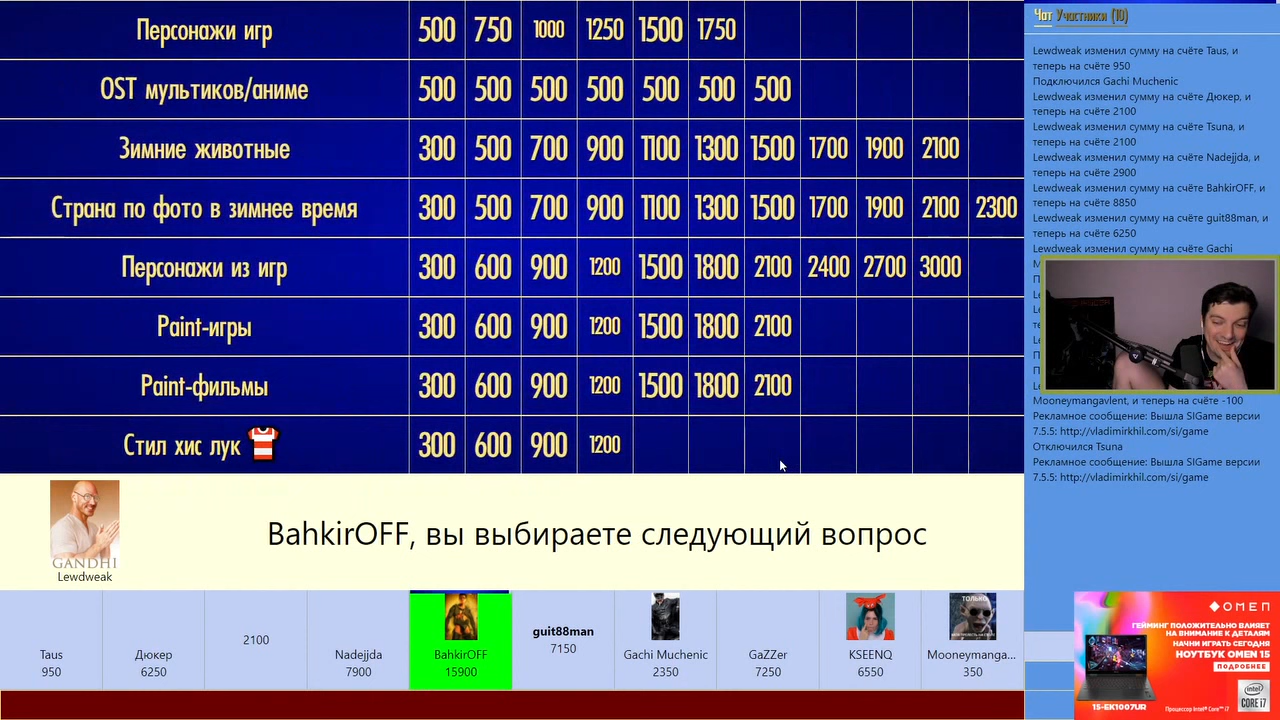 Персонажи игр 500 750 1000 1250 1500 1750
OST мультиков/аниме 500 500 500 500 500 500 500
Зимние животные 300 500 700 900 1100 1300 1500 1700 1900 2100
Страна по фото в зимнее время 300 500 700 900 1100 1300 1500 1700 1900 2100 2300
Персонажи из игр 300 600 900 1200 1500 1800 2100 2400 2700 3000
Paint-игры 300 600 900 1200 1500 1800 2100
Paint-фильмы 300 600 900 1200 1500 1800 2100
Стил хис лук 300 600 900 1200
GANDHI
Lewdweak
BahkirOFF, вы выбираете следующий вопрос
Taus
950
Дюкер
6250
2100
Nadejjda
7900
BahkirOFF
15900
guit88man
7150
Gachi Muchenic
2350
GaZZer
7250
KSEENQ
6550
ТОЛЬКО
Mooneymanga...
350
Чат Участники (10)
Lewdweak изменил сумму на счёте Taus, и
теперь на счёте 950
Подключился Gachi Muchenic
Lewdweak изменил сумму на счёте Дюкер, и
теперь на счёте 2100
Lewdweak изменил сумму на счёте Tsuna, и
теперь на счёте 2100
Lewdweak изменил сумму на счёте Nadejjda, и
теперь на счёте 2900
Lewdweak изменил сумму на счёте BahkirOFF, и
теперь на счёте 8850
Lewdweak изменил сумму на счёте guit88man, и
теперь на счёте 6250
Lewdweak изменил сумму на счёте Gachi
Mooneymangavlent, и теперь на счёте -100
Рекламное сообщение: Вышла SIGame версии
7.5.5: http://vladimirkhil.com/si/game
Отключился Tsuna
Рекламное сообщение: Вышла SIGame версии
7.5.5: http://vladimirkhil.com/si/game
ОМЕП
ГЕЙМИНГ ПОЛОЖИТЕЛЬНО ВЛИЯЕТ
НА ВНИМАНИЕ К ДЕТАЛЯМ
НАЧНИ ИГРАТЬ СЕГОДНЯ
НОУТБУК OMEN 15
ПОДРОБНЕЕ
15-EK1007UR
Процессор Intel® Core™ i7
intel
CORE i7